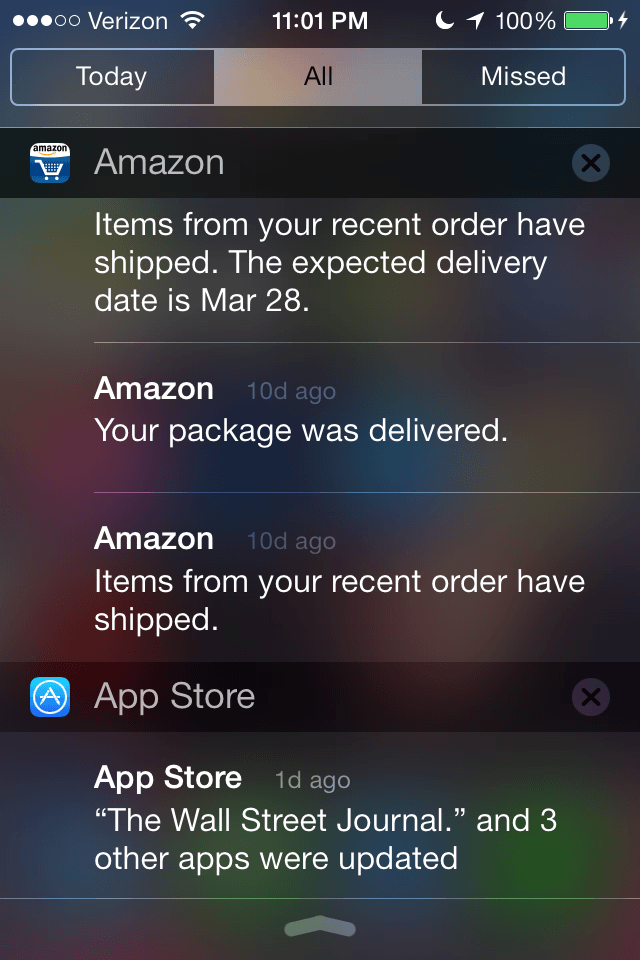 Verizon 11:01 PM 100%
Today All Missed
amazon Amazon
Items from your recent order have
shipped. The expected delivery
date is Mar 28.
Amazon 10d ago
Your package was delivered.
Amazon 10d ago
Items from your recent order have
shipped.
App Store
App Store 1d ago
“The Wall Street Journal.” and 3
other apps were updated